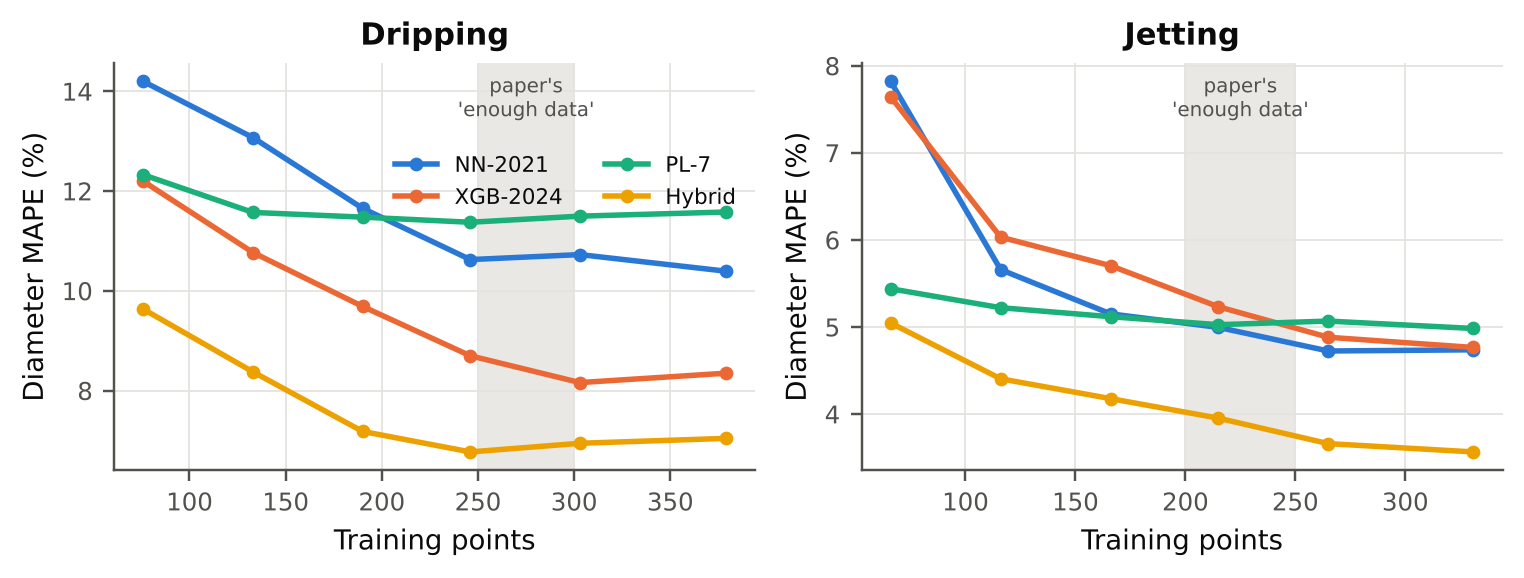 Dripping
Diameter MAPE (%)
14
12
10
8
paper's
'enough data'
NN-2021
XGB-2024
PL-7
Hybrid
100
150
200
250
300
350
Training points
Jetting
Diameter MAPE (%)
8
7
6
5
4
paper's
'enough data'
100
150
200
250
300
Training points